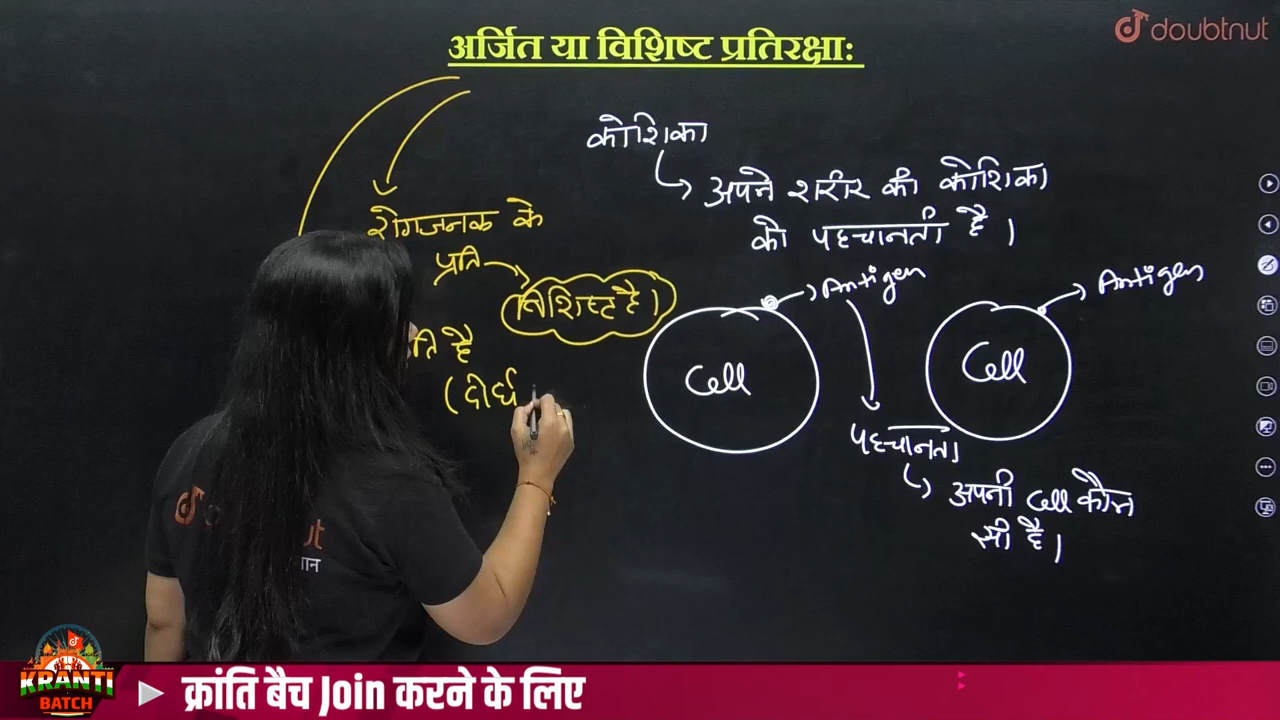 अर्जित या विशिष्ट प्रतिरक्षाः
doubtnut
कोशिका
अपने शरीर की कोशिका
को पहचानती है।
रोगजनक के
प्रति
विशिष्ट है।
ति है
(दीर्घ
Antigen
Antigen
Cell
Cell
पहचानता
अपनी Cell कौन
सी है।
KRANTI
BATCH
क्रांति बैच Join करने के लिए